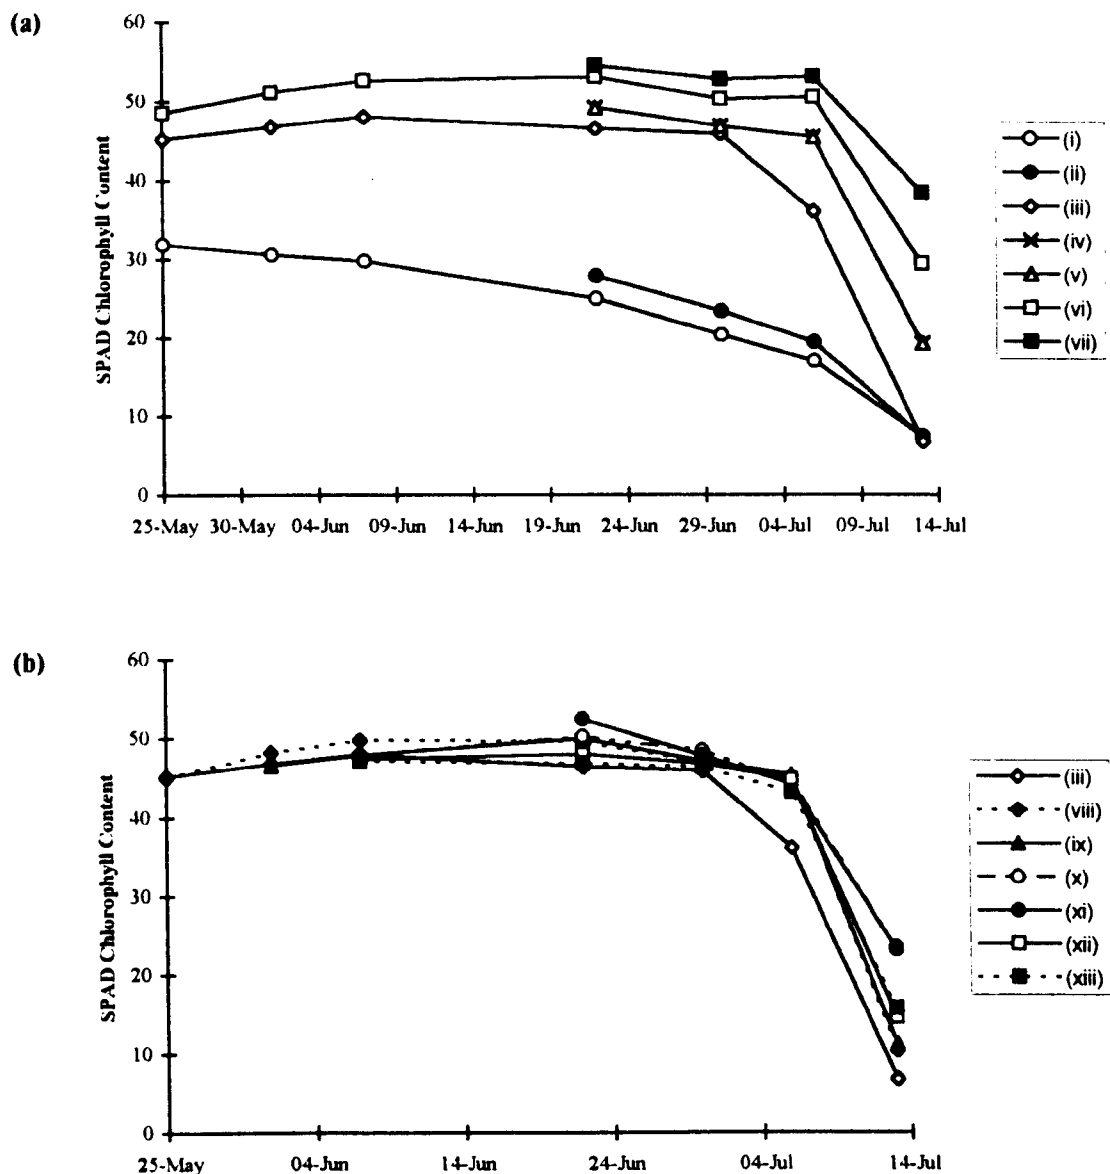 (a)
60
50
40
30
20
10
0
SPAD Chlorophyll Content
25-May 30-May 04-Jun 09-Jun 14-Jun 19-Jun 24-Jun 29-Jun 04-Jul 09-Jul 14-Jul
(i)
(ii)
(iii)
(iv)
(v)
(vi)
(vii)
(b)
60
50
40
30
20
10
0
SPAD Chlorophyll Content
25-May 04-Jun 14-Jun 24-Jun 04-Jul 14-Jul
(iii)
(viii)
(ix)
(x)
(xi)
(xii)
(xiii)